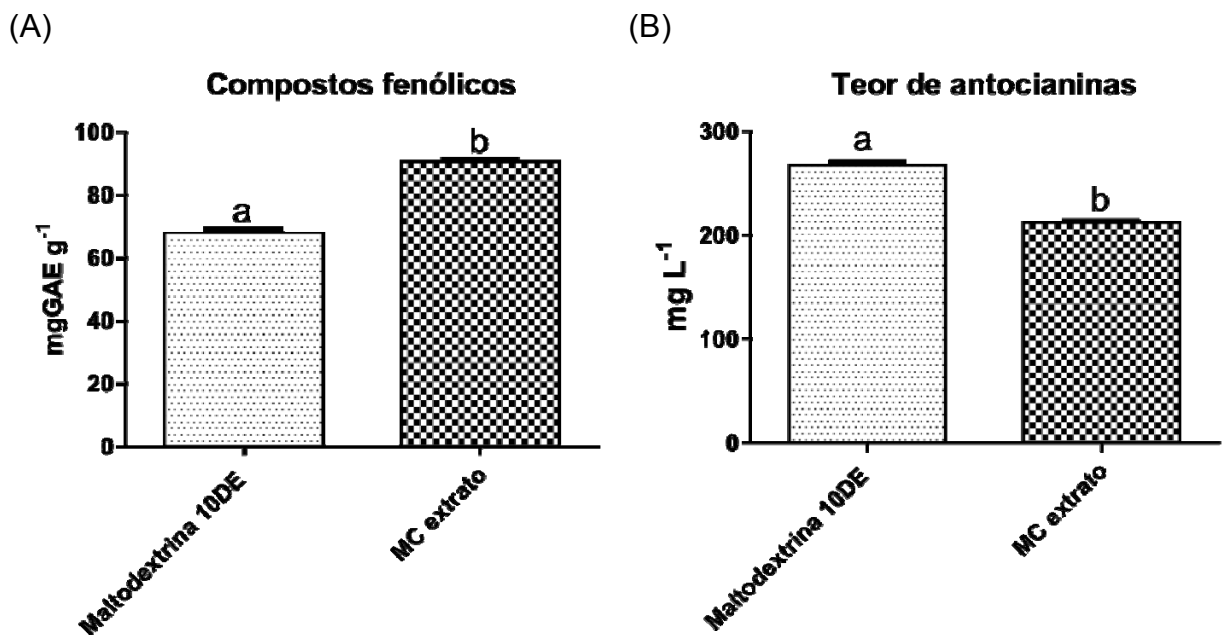 (A)
Compostos fenólicos
mgGAE g⁻¹
100
80
60
40
20
0
a
b
Maltodextrina 10DE
MC extrato
(B)
Teor de antocianinas
mg L⁻¹
300
200
100
0
a
b
Maltodextrina 10DE
MC extrato